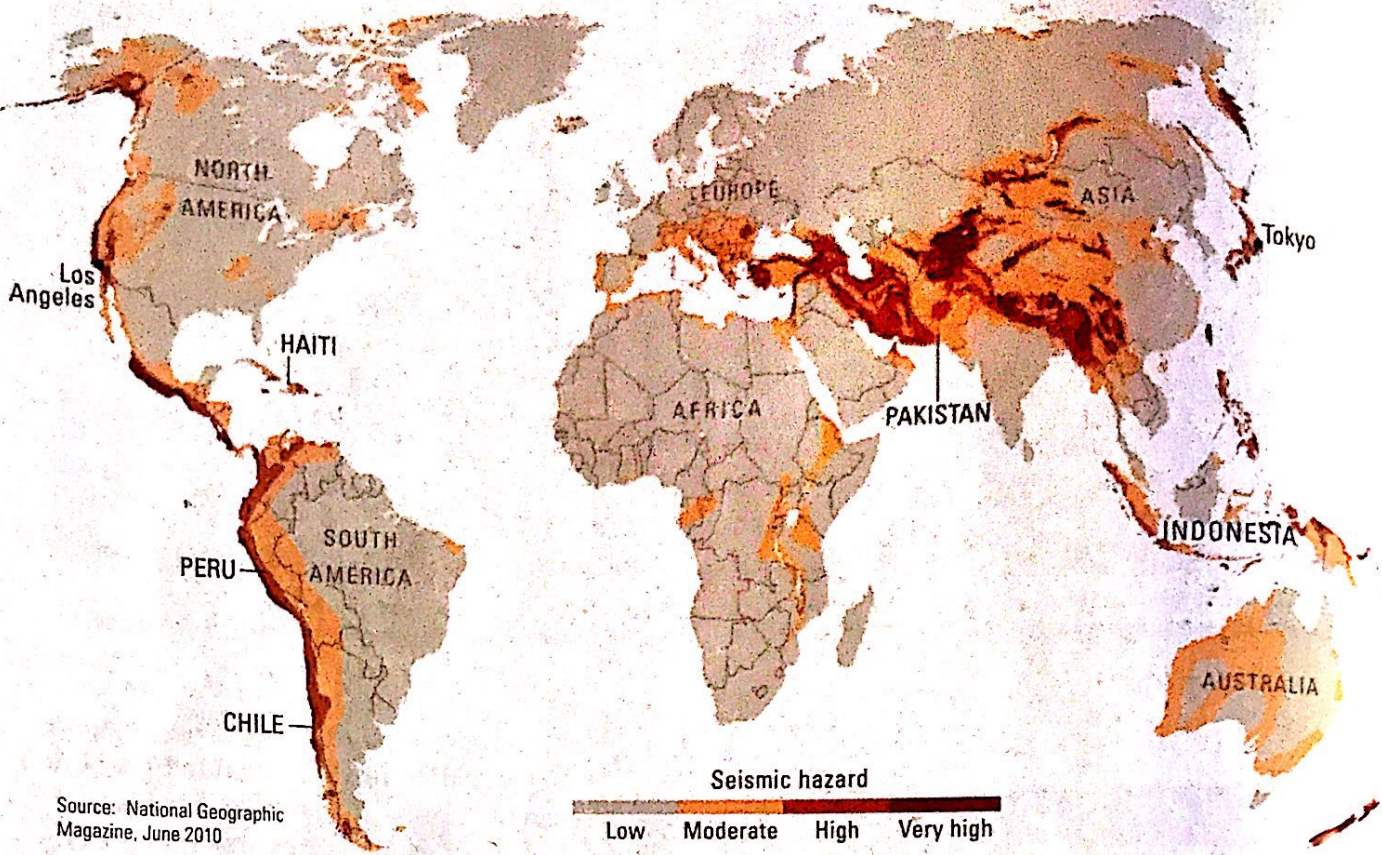 NORTH
AMERICA
EUROPE
ASIA
Tokyo
Los
Angeles
HAITI
AFRICA
PAKISTAN
INDONESIA
SOUTH
AMERICA
PERU
AUSTRALIA
CHILE
Seismic hazard
Low Moderate High Very high
Source: National Geographic
Magazine, June 2010